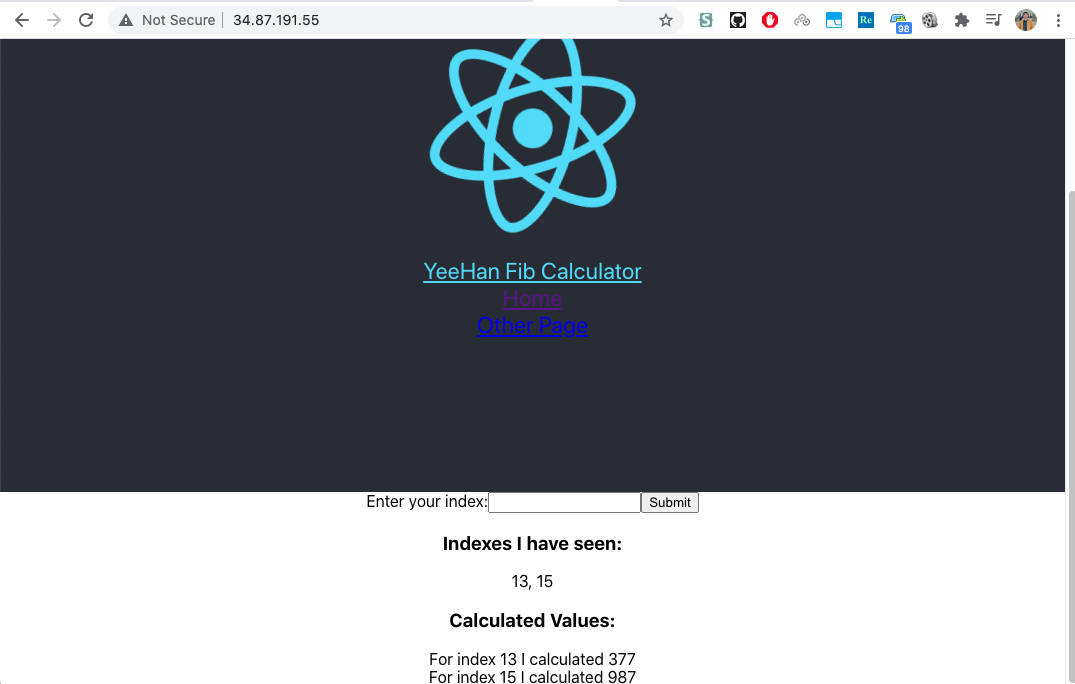 Not Secure | 34.87.191.55
S
Re
98
YeeHan Fib Calculator
Home
Other Page
Enter your index: Submit
Indexes I have seen:
13, 15
Calculated Values:
For index 13 I calculated 377
For index 15 I calculated 987